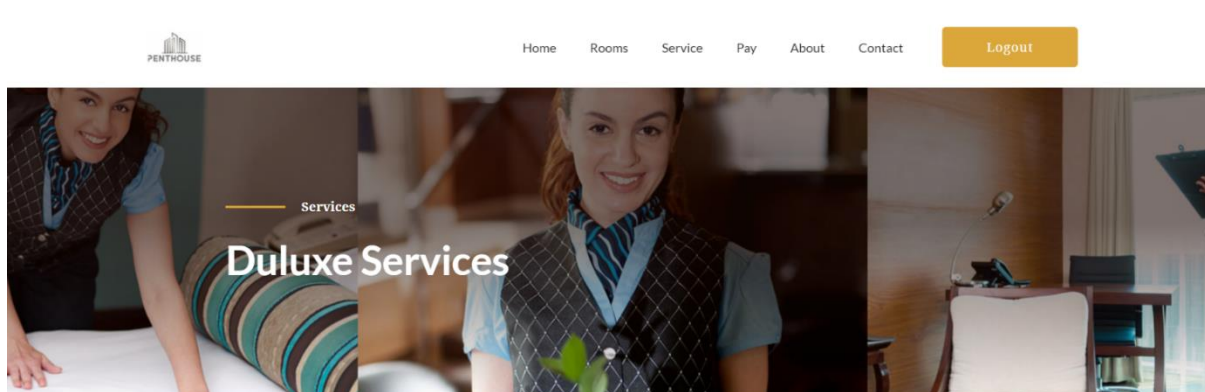 PENTHOUSE
Home Rooms Service Pay About Contact Logout
Services
Duluxe Services